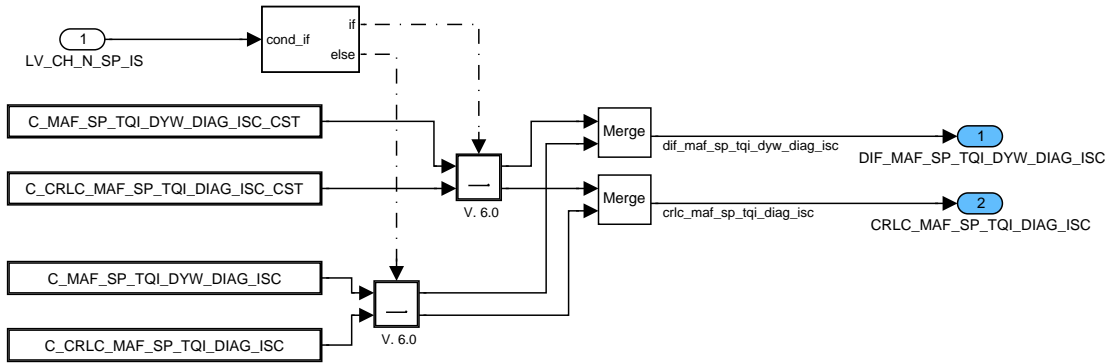 if
1
cond_if
else
LV_CH_N_SP_IS
C_MAF_SP_TQI_DYW_DIAG_ISC_CST
Merge
1
dif_maf_sp_tqi_dyw_diag_isc
DIF_MAF_SP_TQI_DYW_DIAG_ISC
C_CRLC_MAF_SP_TQI_DIAG_ISC_CST
V. 6.0
Merge
2
crlc_maf_sp_tqi_diag_isc
CRLC_MAF_SP_TQI_DIAG_ISC
C_MAF_SP_TQI_DYW_DIAG_ISC
V. 6.0
C_CRLC_MAF_SP_TQI_DIAG_ISC